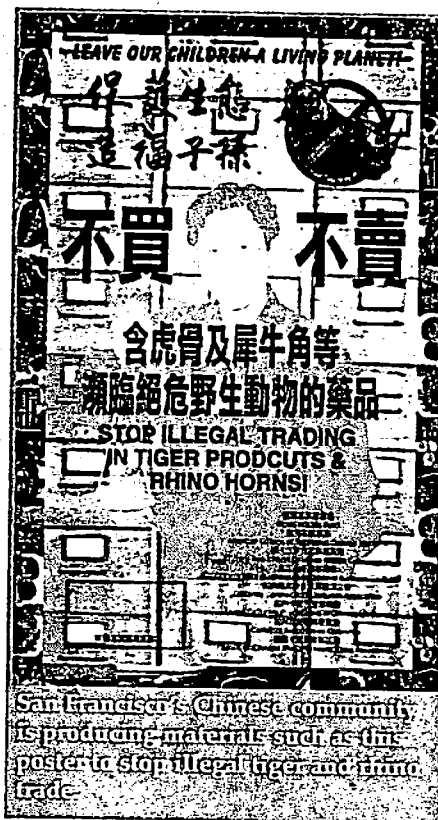 LEAVE OUR CHILDREN A LIVING PLANET!
保護生態
造福子孫
不買 不賣
含虎骨及犀牛角等
瀕臨絕危野生動物的藥品
STOP ILLEGAL TRADING
IN TIGER PRODCUTS &
RHINO HORNS!
San Francisco's Chinese community
is producing materials such as this
poster to stop illegal tiger and rhino
trade.